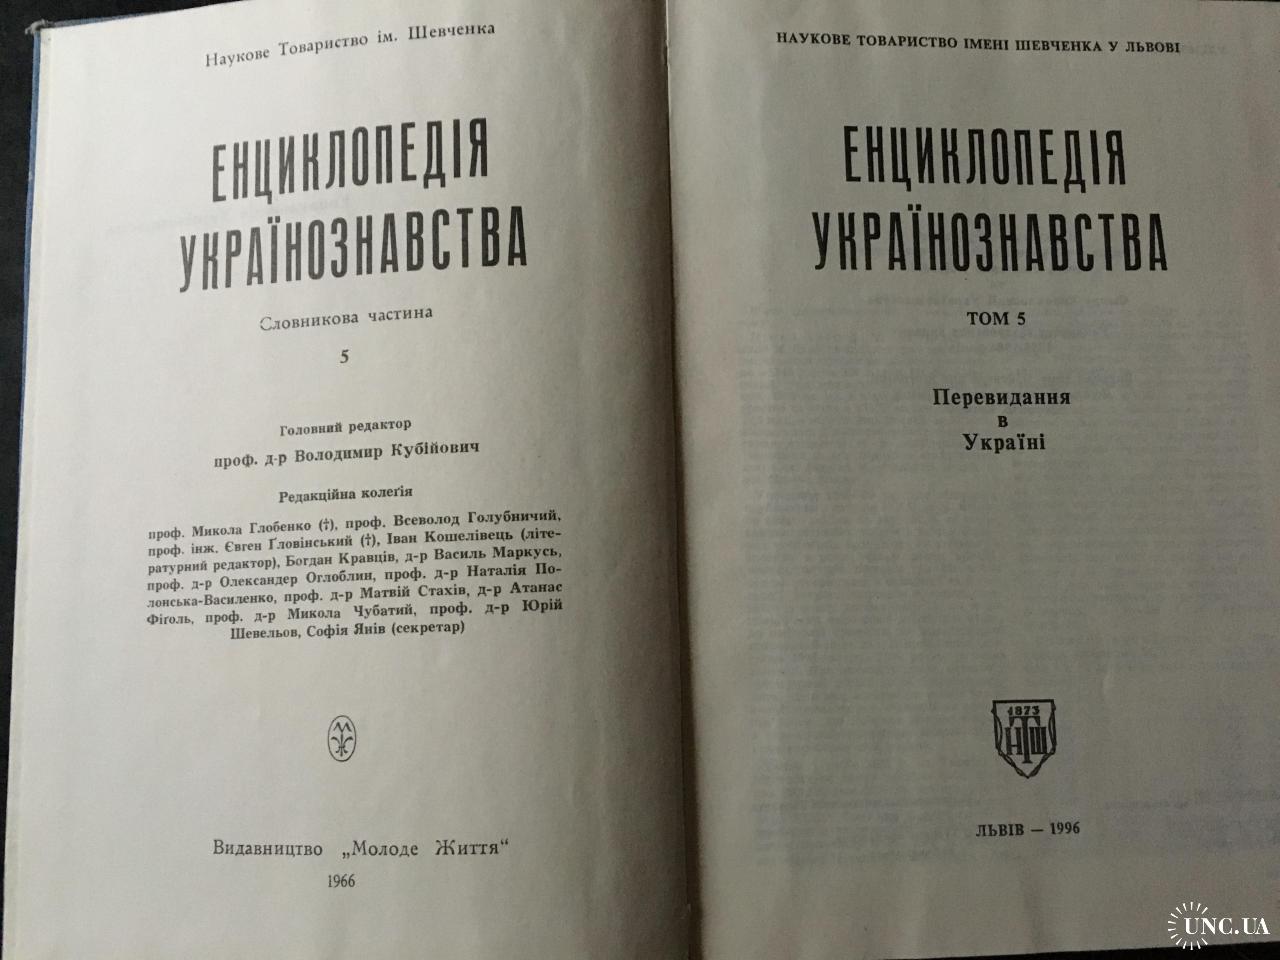 Наукове Товариство ім. Шевченка
ЕНЦИКЛОПЕДІЯ
УКРАЇНОЗНАВСТВА
Словникова частина
5
Головний редактор
проф. д-р Володимир Кубійович
Редакційна колеґія
проф. Микола Глобенко (†), проф. Всеволод Голубничий,
проф. інж. Євген Ґловінський (†), Іван Кошелівець (літе-
ратурний редактор), Богдан Кравців, д-р Василь Маркусь,
проф. д-р Олександер Оглоблин, проф. д-р Наталія По-
лонська-Василенко, проф. д-р Матвій Стахів, д-р Атанас
Фіґоль, проф. д-р Микола Чубатий, проф. д-р Юрій
Шевельов, Софія Янів (секретар)
Видавництво „Молоде Життя“
1966
НАУКОВЕ ТОВАРИСТВО ІМЕНІ ШЕВЧЕНКА У ЛЬВОВІ
ЕНЦИКЛОПЕДІЯ
УКРАЇНОЗНАВСТВА
ТОМ 5
Перевидання
в
Україні
1873
НТШ
ЛЬВІВ — 1996
UNC.UA